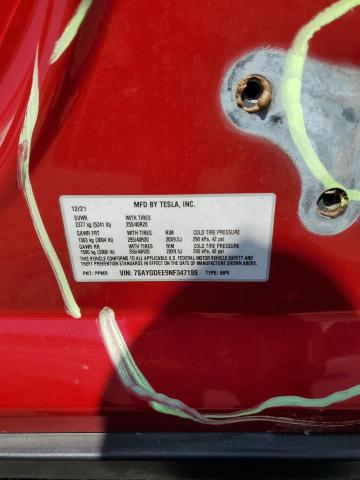 MFD BY TESLA, INC.
12/21
GVWR WITH TIRES
2377 kg (5241 lb) 255/40R20
GAWR FRT WITH TIRES RIM COLD TIRE PRESSURE
1363 kg (3004 lb) 255/40R20 20X9.5J 290 kPa, 42 psi
GAWR RR WITH TIRES RIM COLD TIRE PRESSURE
255/40R20 20X9.5J 290 kPa, 42 psi
THIS VEHICLE CONFORMS TO ALL APPLICABLE U.S. FEDERAL MOTOR VEHICLE SAFETY AND
THEFT PREVENTION STANDARDS IN EFFECT ON THE DATE OF MANUFACTURE SHOWN ABOVE.
PNT: PPMR VIN: 7SAYGDEE9NF347199 TYPE: MPV